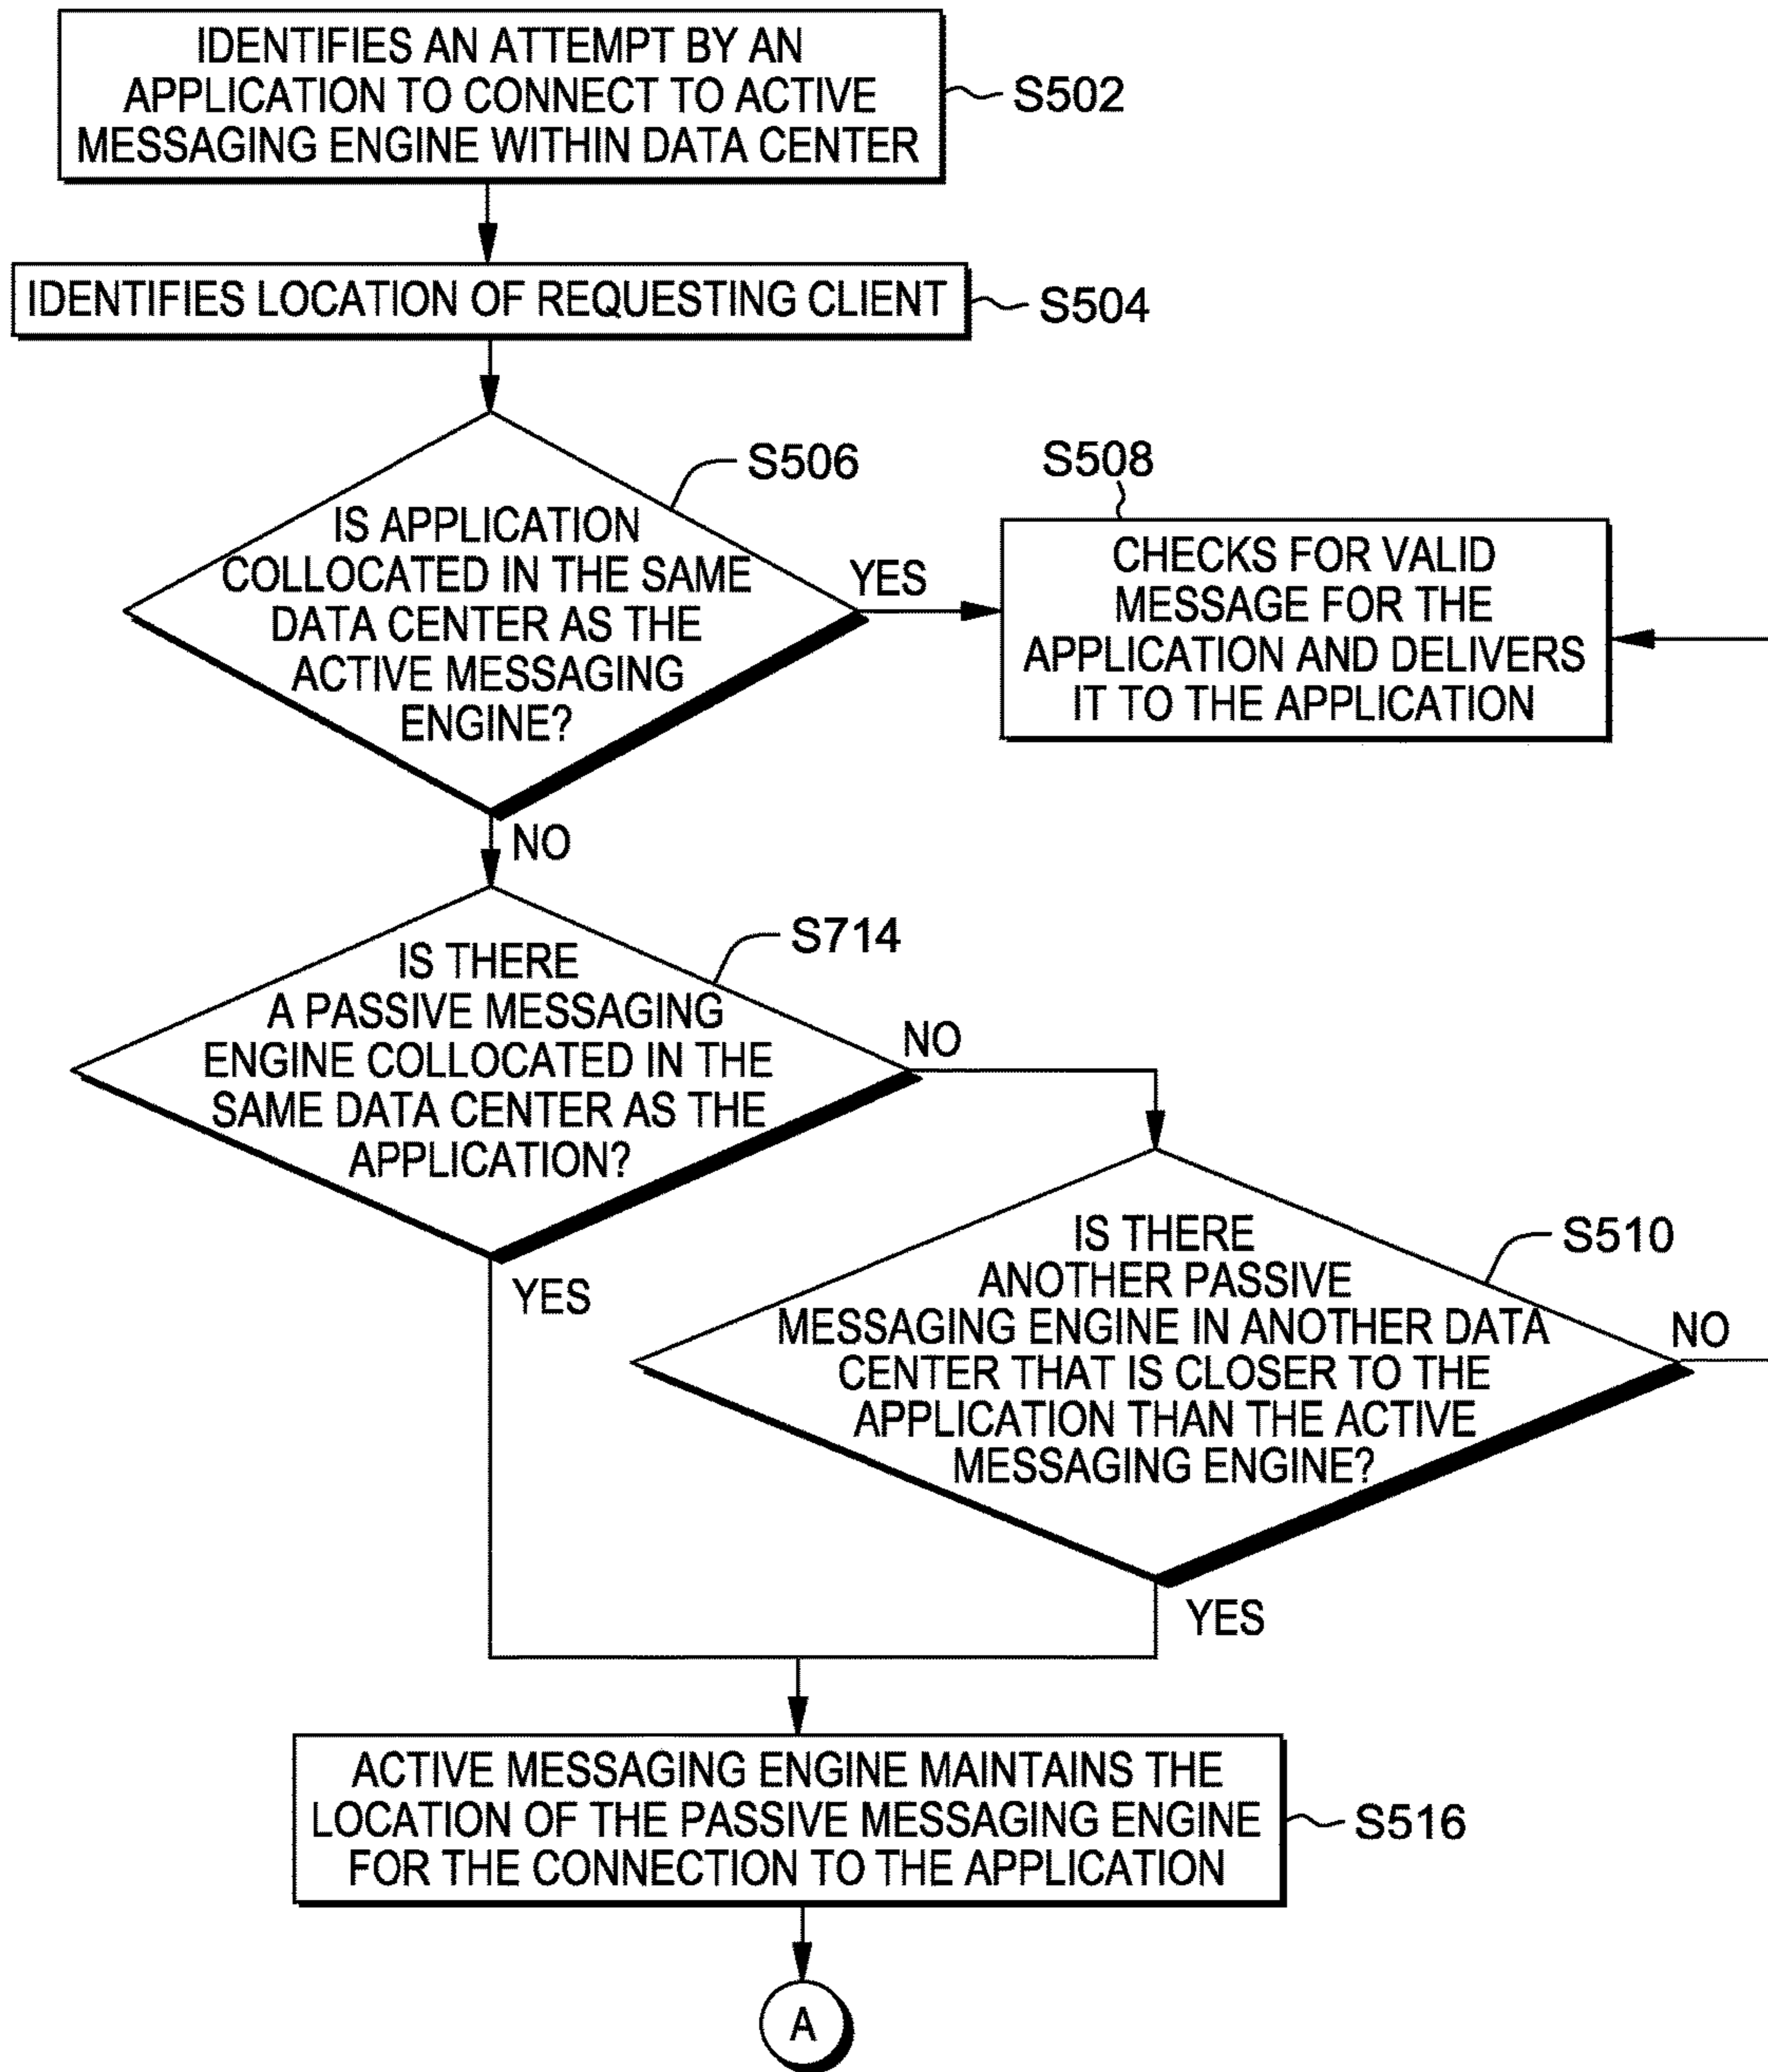 IDENTIFIES AN ATTEMPT BY AN
APPLICATION TO CONNECT TO ACTIVE
MESSAGING ENGINE WITHIN DATA CENTER
S502
IDENTIFIES LOCATION OF REQUESTING CLIENT
S504
S506
IS APPLICATION
COLLOCATED IN THE SAME
DATA CENTER AS THE
ACTIVE MESSAGING
ENGINE?
YES
S508
CHECKS FOR VALID
MESSAGE FOR THE
APPLICATION AND DELIVERS
IT TO THE APPLICATION
NO
S714
IS THERE
A PASSIVE MESSAGING
ENGINE COLLOCATED IN THE
SAME DATA CENTER AS THE
APPLICATION?
NO
YES
S510
IS THERE
ANOTHER PASSIVE
MESSAGING ENGINE IN ANOTHER DATA
CENTER THAT IS CLOSER TO THE
APPLICATION THAN THE ACTIVE
MESSAGING ENGINE?
NO
YES
ACTIVE MESSAGING ENGINE MAINTAINS THE
LOCATION OF THE PASSIVE MESSAGING ENGINE
FOR THE CONNECTION TO THE APPLICATION
S516
A